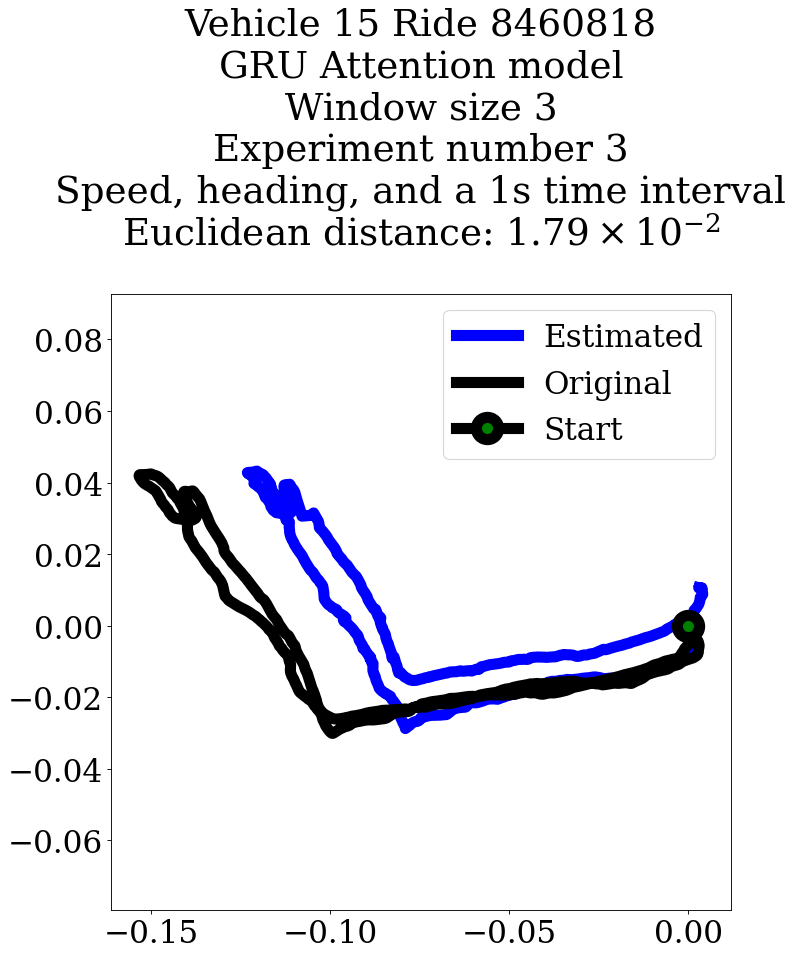 Vehicle 15 Ride 8460818
GRU Attention model
Window size 3
Experiment number 3
Speed, heading, and a 1s time interval
Euclidean distance: 1.79 × 10⁻²
Estimated
Original
Start
0.08
0.06
0.04
0.02
0.00
−0.02
−0.04
−0.06
−0.15 −0.10 −0.05 0.00